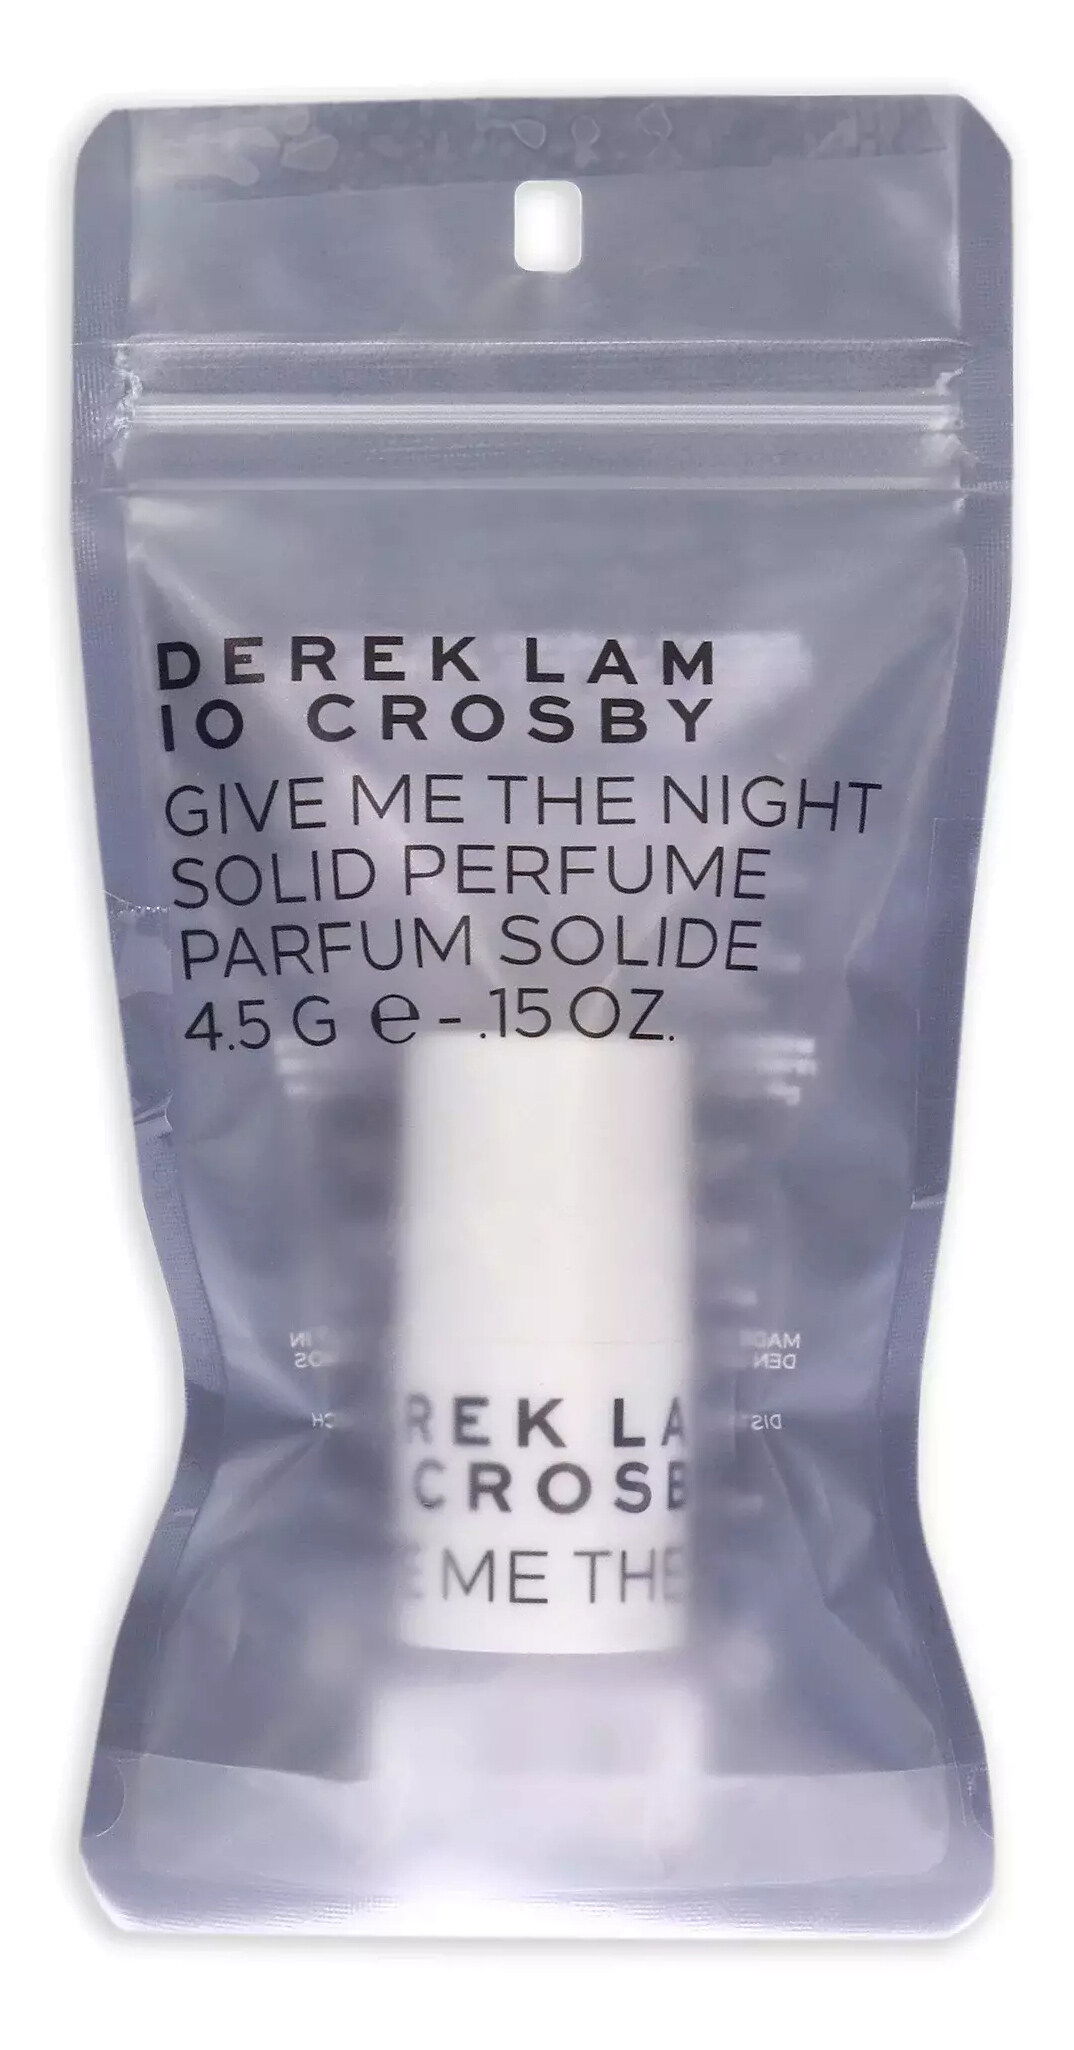 DEREK LAM
10 CROSBY
GIVE ME THE NIGHT
SOLID PERFUME
PARFUM SOLIDE
4.5 G e - .15 OZ.
REK LA
CROSB
ME THE